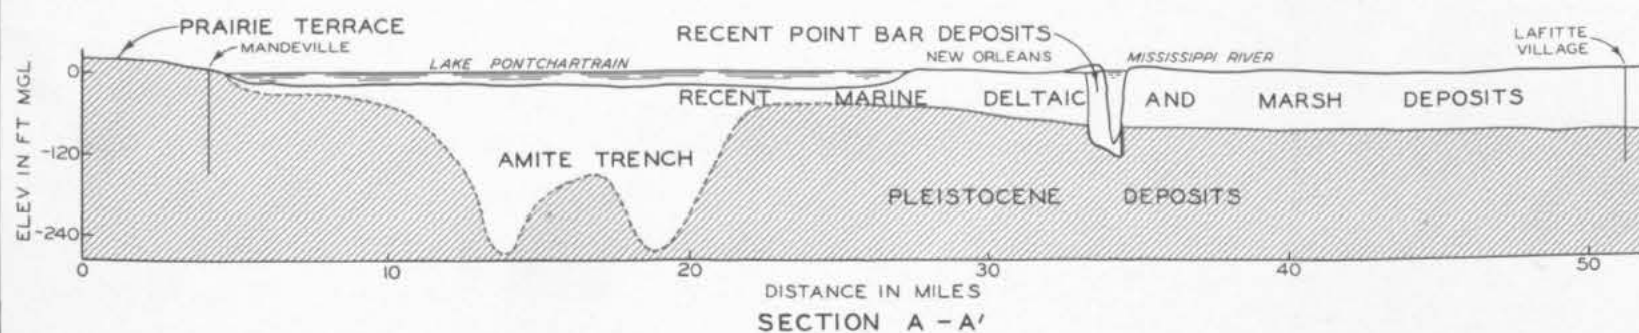 PRAIRIE TERRACE
MANDEVILLE
LAKE PONTCHARTRAIN
RECENT POINT BAR DEPOSITS
NEW ORLEANS
MISSISSIPPI RIVER
LAFITTE
VILLAGE
RECENT MARINE DELTAIC AND MARSH DEPOSITS
AMITE TRENCH
PLEISTOCENE DEPOSITS
ELEV IN FT MGL.
0
-120
-240
0 10 20 30 40 50
DISTANCE IN MILES
SECTION A-A'